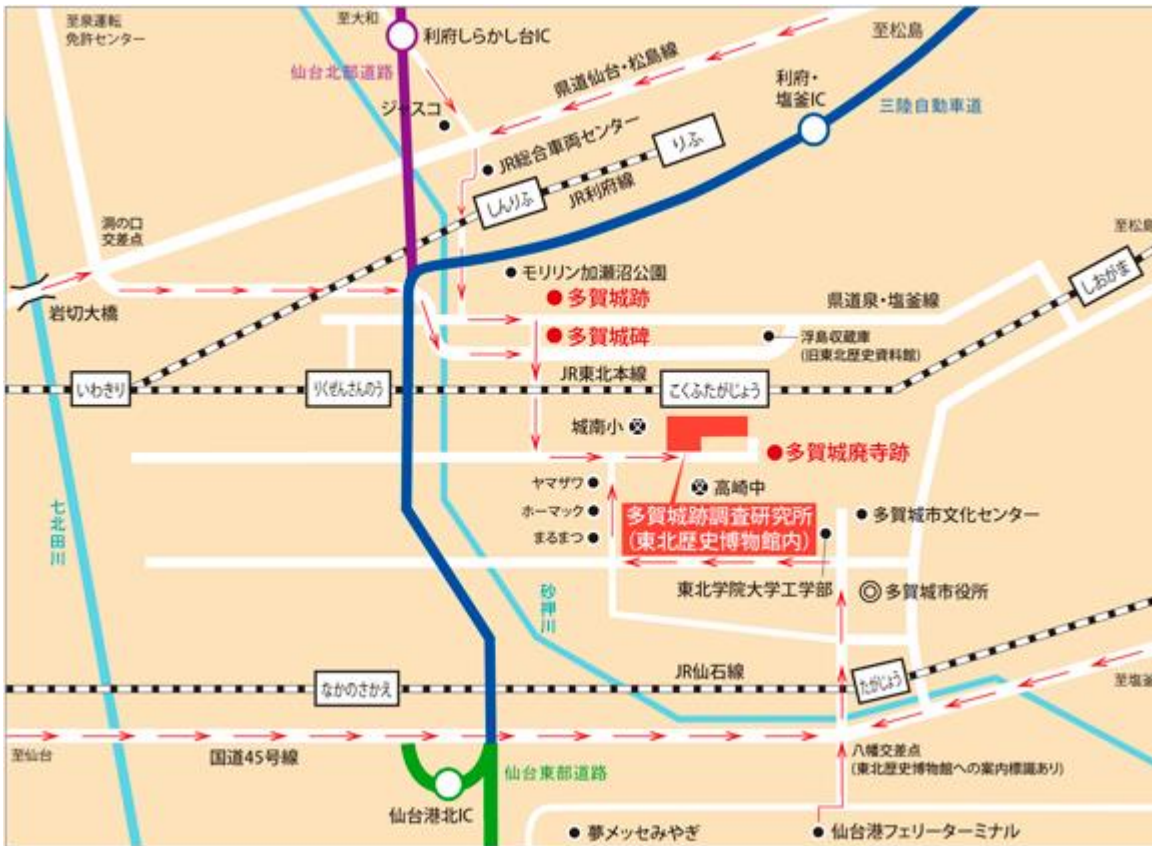 至泉運転
免許センター
至大和
利府しらかし台IC
仙台北部道路
県道仙台・松島線
至松島
利府・
塩釜IC
三陸自動車道
ジャスコ
JR総合車両センター
りふ
しんりふ
JR利府線
洞の口
交差点
岩切大橋
モリリン加瀬沼公園
多賀城跡
多賀城碑
県道泉・塩釜線
至松島
しおがま
浮島収蔵庫
(旧東北歴史資料館)
いわきり
りくぜんさんのう
JR東北本線
こくふたがじょう
城南小
多賀城廃寺跡
ヤマザワ
ホーマック
まるまつ
高崎中
多賀城跡調査研究所
(東北歴史博物館内)
多賀城市文化センター
七北田川
砂押川
東北学院大学工学部
多賀城市役所
JR仙石線
なかのさかえ
たがじょう
至塩釜
至仙台
国道45号線
仙台東部道路
八幡交差点
(東北歴史博物館への案内標識あり)
仙台港北IC
夢メッセみやぎ
仙台港フェリーターミナル